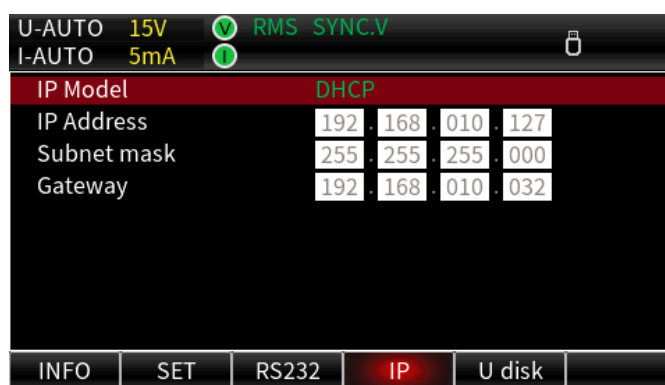 U-AUTO 15V V RMS SYNC.V
I-AUTO 5mA I
IP Model DHCP
IP Address 192 . 168 . 010 . 127
Subnet mask 255 . 255 . 255 . 000
Gateway 192 . 168 . 010 . 032
INFO SET RS232 IP U disk